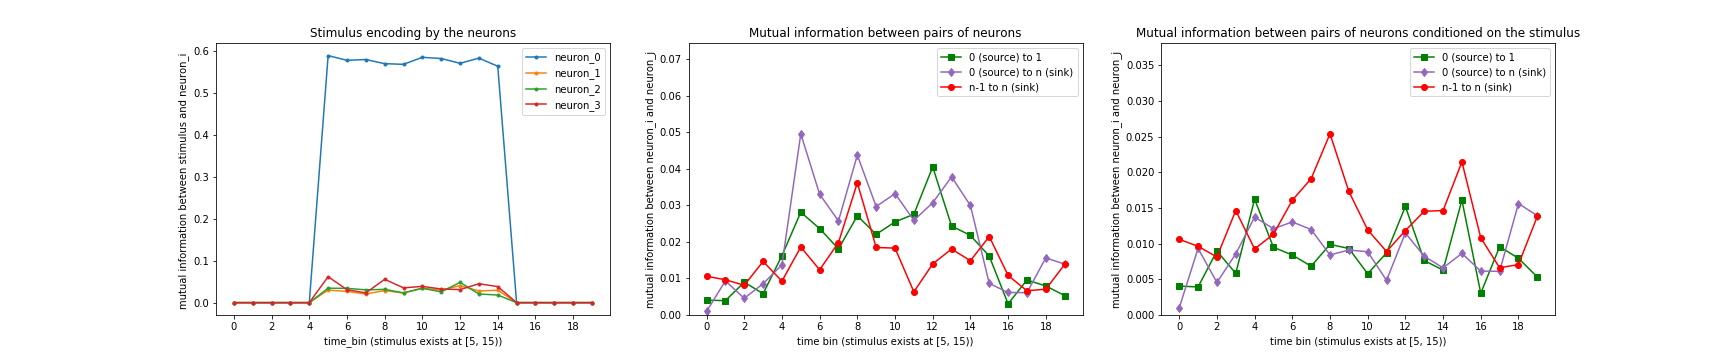 Stimulus encoding by the neurons
mutual information between stimulus and neuron_i
0.6
0.5
0.4
0.3
0.2
0.1
0.0
neuron_0
neuron_1
neuron_2
neuron_3
0 2 4 6 8 10 12 14 16 18
time_bin (stimulus exists at [5, 15))
Mutual information between pairs of neurons
mutual information between neuron_i and neuron_j
0.07
0.06
0.05
0.04
0.03
0.02
0.01
0.00
0 (source) to 1
0 (source) to n (sink)
n-1 to n (sink)
0 2 4 6 8 10 12 14 16 18
time bin (stimulus exists at [5, 15))
Mutual information between pairs of neurons conditioned on the stimulus
mutual information between neuron_i and neuron_j
0.035
0.030
0.025
0.020
0.015
0.010
0.005
0.000
0 (source) to 1
0 (source) to n (sink)
n-1 to n (sink)
0 2 4 6 8 10 12 14 16 18
time bin (stimulus exists at [5, 15))